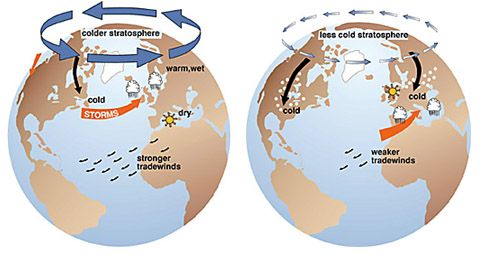 colder stratosphere
warm,wet
cold
STORMS
dry
stronger
tradewinds
less cold stratosphere
cold
cold
weaker
tradewinds